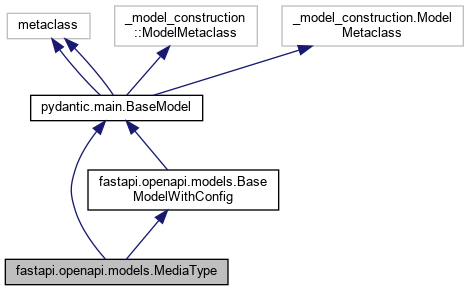 metaclass
_model_construction
::ModelMetaclass
_model_construction.Model
Metaclass
pydantic.main.BaseModel
fastapi.openapi.models.Base
ModelWithConfig
fastapi.openapi.models.MediaType